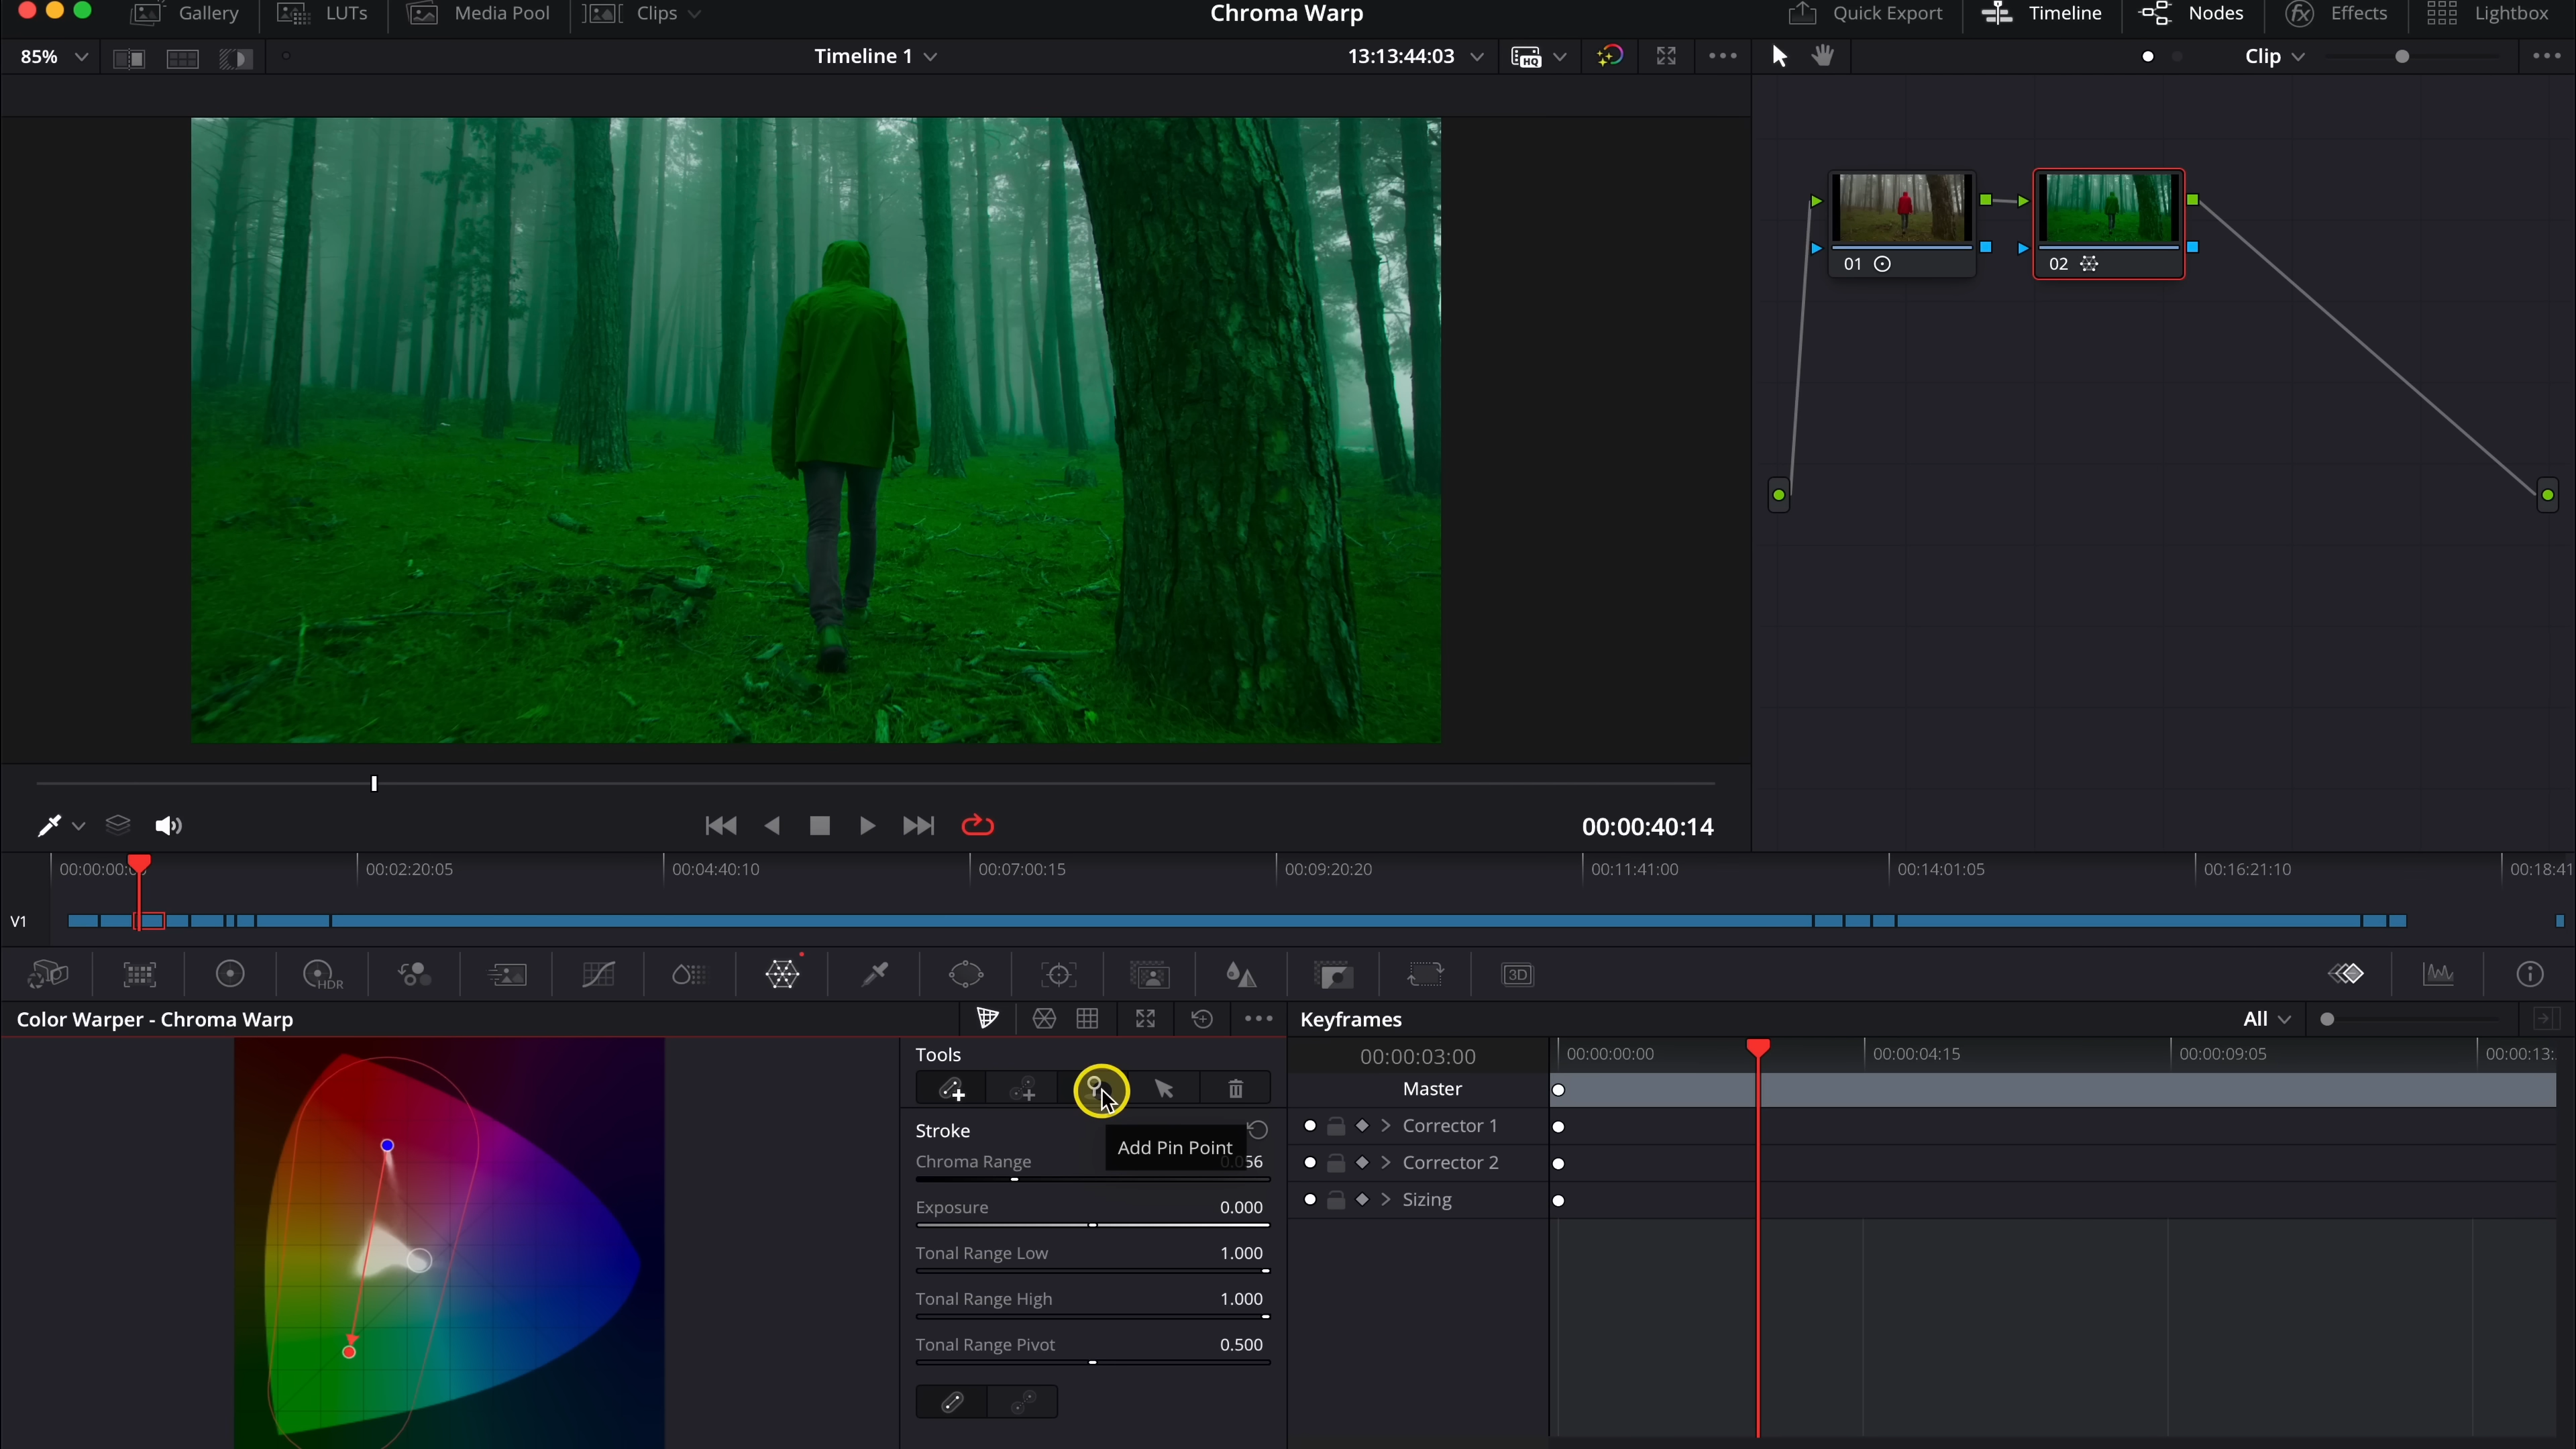 Gallery LUTs Media Pool Clips Chroma Warp Quick Export Timeline Nodes Effects Lightbox
85% Timeline 1 13:13:44:03 HQ Clip
01 02
00:00:40:14
00:02:20:05 00:04:40:10 00:07:00:15 00:09:20:20 00:11:41:00 00:14:01:05 00:16:21:10 00:18:41
V1
HDR 3D
Color Warper - Chroma Warp Keyframes All
Tools 00:00:03:00 00:00:00:00 00:00:04:15 00:00:09:05 00:00:13:
Master
Stroke Corrector 1
Add Pin Point
Chroma Range Corrector 2
Exposure 0.000 Sizing
Tonal Range Low 1.000
Tonal Range High 1.000
Tonal Range Pivot 0.500